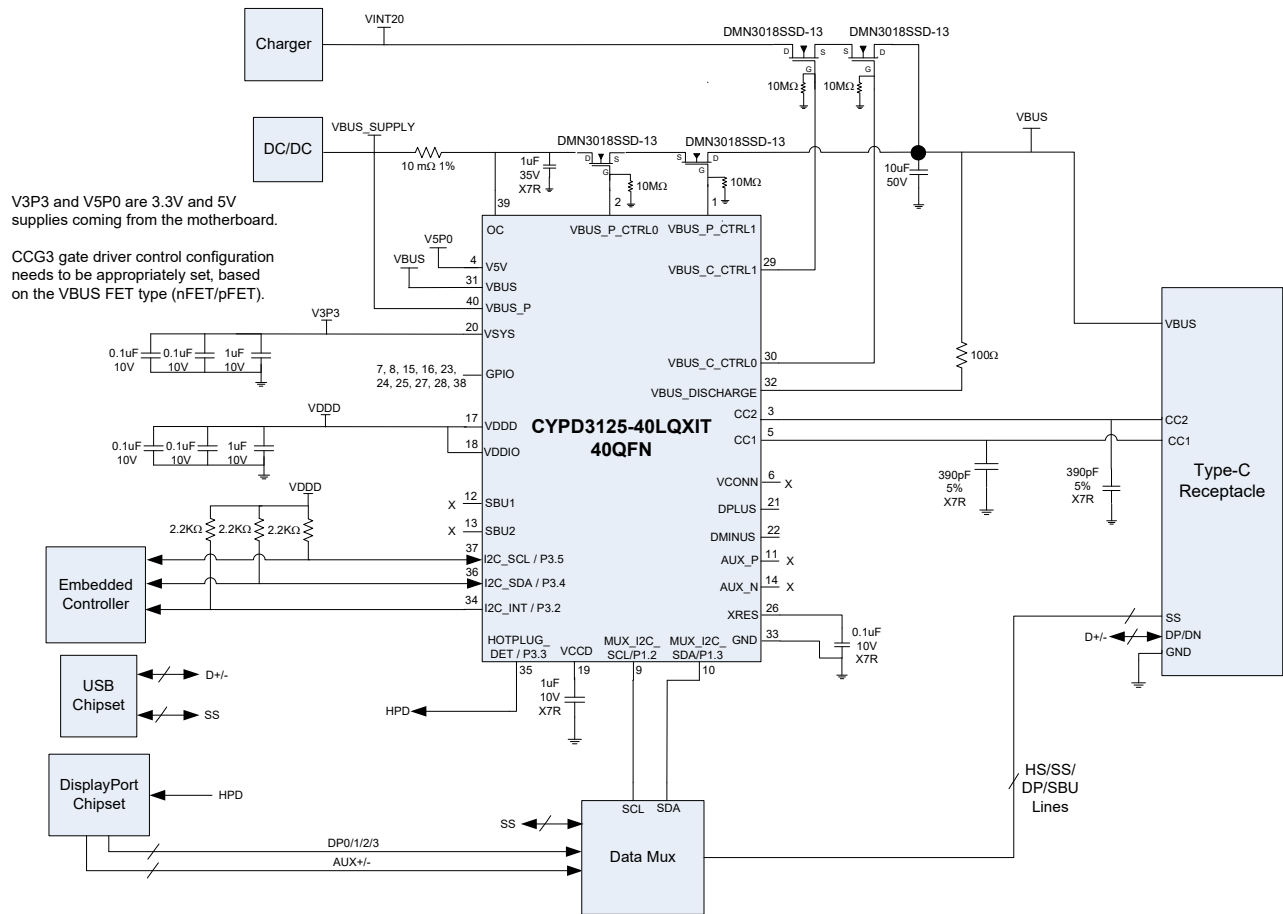 VINT20
Charger
DMN3018SSD-13
DMN3018SSD-13
D
S
G
S
D
G
10MΩ
10MΩ
VBUS_SUPPLY
DC/DC
10 mΩ 1%
1uF
35V
X7R
DMN3018SSD-13
DMN3018SSD-13
D
S
G
S
D
G
10MΩ
10MΩ
VBUS
10uF
50V
V3P3 and V5P0 are 3.3V and 5V
supplies coming from the motherboard.
CCG3 gate driver control configuration
needs to be appropriately set, based
on the VBUS FET type (nFET/pFET).
39
2
1
OC
VBUS_P_CTRL0
VBUS_P_CTRL1
V5P0
4
V5V
VBUS
31
VBUS
40
VBUS_P
V3P3
20
VSYS
0.1uF
10V
0.1uF
10V
1uF
10V
7, 8, 15, 16, 23,
24, 25, 27, 28, 38
GPIO
VDDD
17
VDDD
18
VDDIO
0.1uF
10V
0.1uF
10V
1uF
10V
CYPD3125-40LQXIT
40QFN
29
VBUS_C_CTRL1
30
VBUS_C_CTRL0
32
VBUS_DISCHARGE
100Ω
3
CC2
5
CC1
6
VCONN
X
21
DPLUS
22
DMINUS
11
AUX_P
X
14
AUX_N
X
26
XRES
33
GND
0.1uF
10V
X7R
390pF
5%
X7R
390pF
5%
X7R
VBUS
CC2
CC1
Type-C
Receptacle
SS
D+/-
DP/DN
GND
VDDD
X
12
SBU1
X
13
SBU2
2.2KΩ
2.2KΩ
2.2KΩ
37
I2C_SCL / P3.5
36
I2C_SDA / P3.4
34
I2C_INT / P3.2
Embedded
Controller
HOTPLUG_
DET / P3.3
VCCD
MUX_I2C_
SCL/P1.2
MUX_I2C_
SDA/P1.3
35
19
9
10
1uF
10V
X7R
HPD
USB
Chipset
D+/-
SS
DisplayPort
Chipset
HPD
SS
SCL
SDA
Data Mux
DP0/1/2/3
AUX+/-
HS/SS/
DP/SBU
Lines